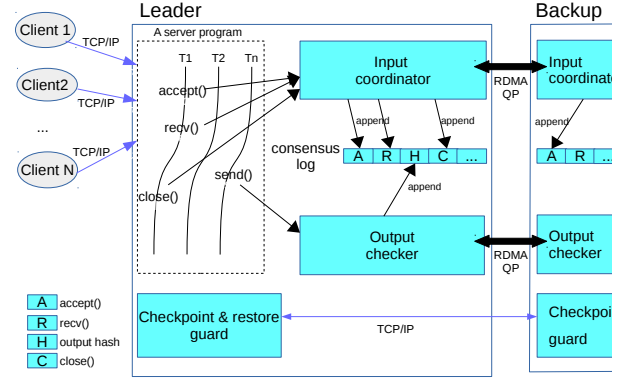 Leader
Backup
Client 1
Client2
...
Client N
TCP/IP
TCP/IP
TCP/IP
A server program
T1 T2 Tn
accept()
recv()
send()
close()
Input
coordinator
RDMA
QP
Input
coordinat
append
append
append
append
consensus
log
A R H C ...
A R ...
append
Output
checker
RDMA
QP
Output
checker
Checkpoint & restore
guard
TCP/IP
Checkpoi
guard
A accept()
R recv()
H output hash
C close()